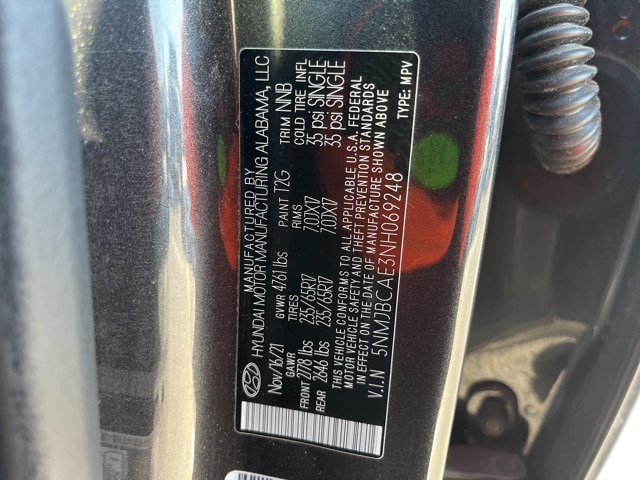 MANUFACTURED BY
HYUNDAI MOTOR MANUFACTURING ALABAMA, LLC
Nov/16/21 GVWR 4761 lbs PAINT T2G TRIM NNB
GAWR TIRES RIMS COLD TIRE INFL
FRONT 2778 lbs 235/65R17 7.0JX17 35 psi SINGLE
REAR 2646 lbs 235/65R17 7.0JX17 35 psi SINGLE
THIS VEHICLE CONFORMS TO ALL APPLICABLE U.S.A. FEDERAL
MOTOR VEHICLE SAFETY AND THEFT PREVENTION STANDARDS
IN EFFECT ON THE DATE OF MANUFACTURE SHOWN ABOVE
V.I.N 5NMJBCAE3NH069248 TYPE: MPV